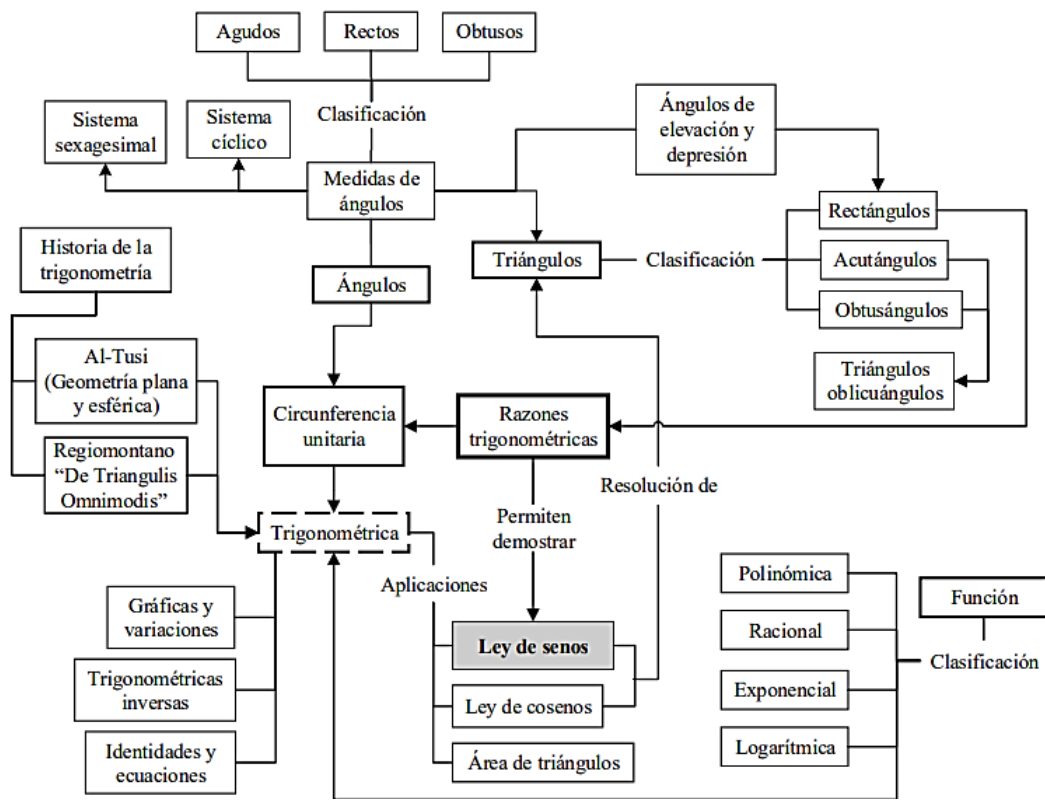 Agudos
Rectos
Obtusos
Clasificación
Sistema
sexagesimal
Sistema
cíclico
Medidas de
ángulos
Ángulos de
elevación y
depresión
Historia de la
trigonometría
Ángulos
Triángulos
Clasificación
Rectángulos
Acutángulos
Obtusángulos
Triángulos
oblicuángulos
Al-Tusi
(Geometría plana
y esférica)
Regiomontano
“De Triangulis
Omnimodis”
Circunferencia
unitaria
Razones
trigonométricas
Resolución de
Permiten
demostrar
Trigonométrica
Aplicaciones
Gráficas y
variaciones
Trigonométricas
inversas
Identidades y
ecuaciones
Ley de senos
Ley de cosenos
Área de triángulos
Polinómica
Racional
Exponencial
Logarítmica
Función
Clasificación